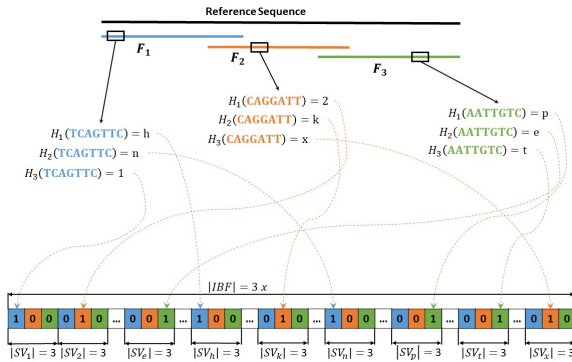 Reference Sequence
F1
F2
F3
H1(TCAGTTC) = h
H2(TCAGTTC) = n
H3(TCAGTTC) = 1
H1(CAGGATT) = 2
H2(CAGGATT) = k
H3(CAGGATT) = x
H1(AATTGTC) = p
H2(AATTGTC) = e
H3(AATTGTC) = t
|IBF| = 3 x
1 0 0 0 1 0 ... 0 0 1 ... 1 0 0 ... 0 1 0 ... 1 0 0 ... 0 0 1 ... 0 0 1 ... 0 1 0
|SV1| = 3 |SV2| = 3 |SVe| = 3 |SVh| = 3 |SVk| = 3 |SVn| = 3 |SVp| = 3 |SVt| = 3 |SVx| = 3